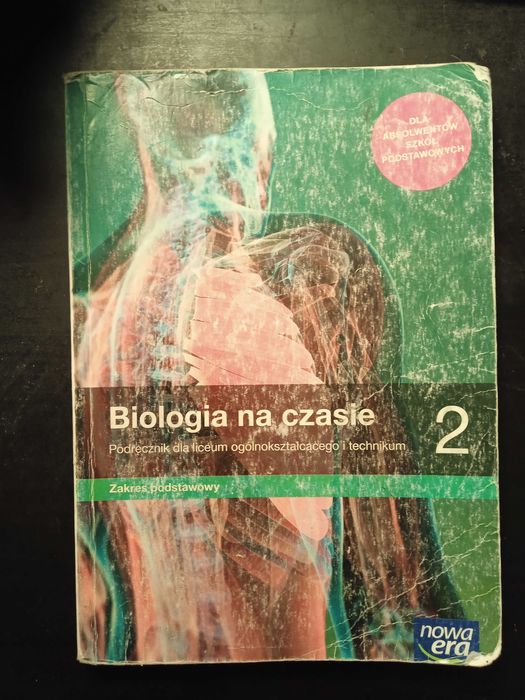 DLA
ABSOLWENTÓW
SZKÓŁ
PODSTAWOWYCH
Biologia na czasie 2
Podręcznik dla liceum ogólnokształcącego i technikum
Zakres podstawowy
nowa
era